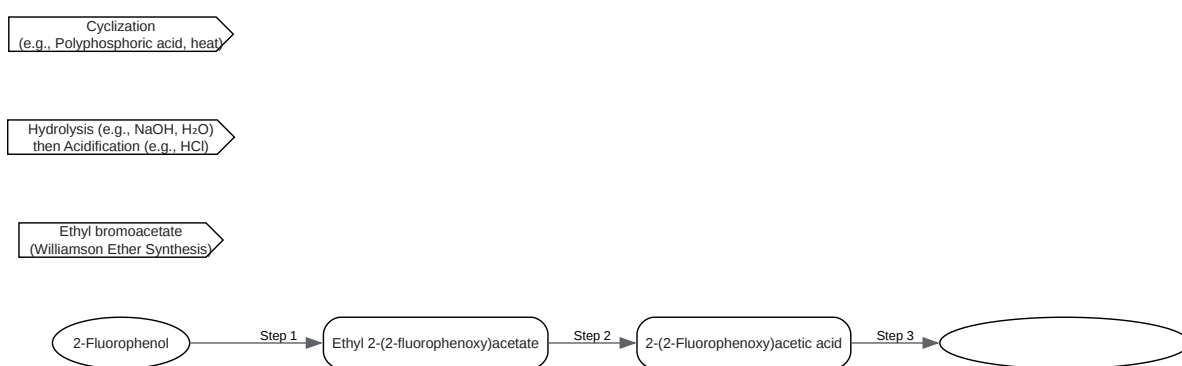 Cyclization
(e.g., Polyphosphoric acid, heat)
Hydrolysis (e.g., NaOH, H₂O)
then Acidification (e.g., HCl)
Ethyl bromoacetate
(Williamson Ether Synthesis)
2-Fluorophenol
Step 1
Ethyl 2-(2-fluorophenoxy)acetate
Step 2
2-(2-Fluorophenoxy)acetic acid
Step 3